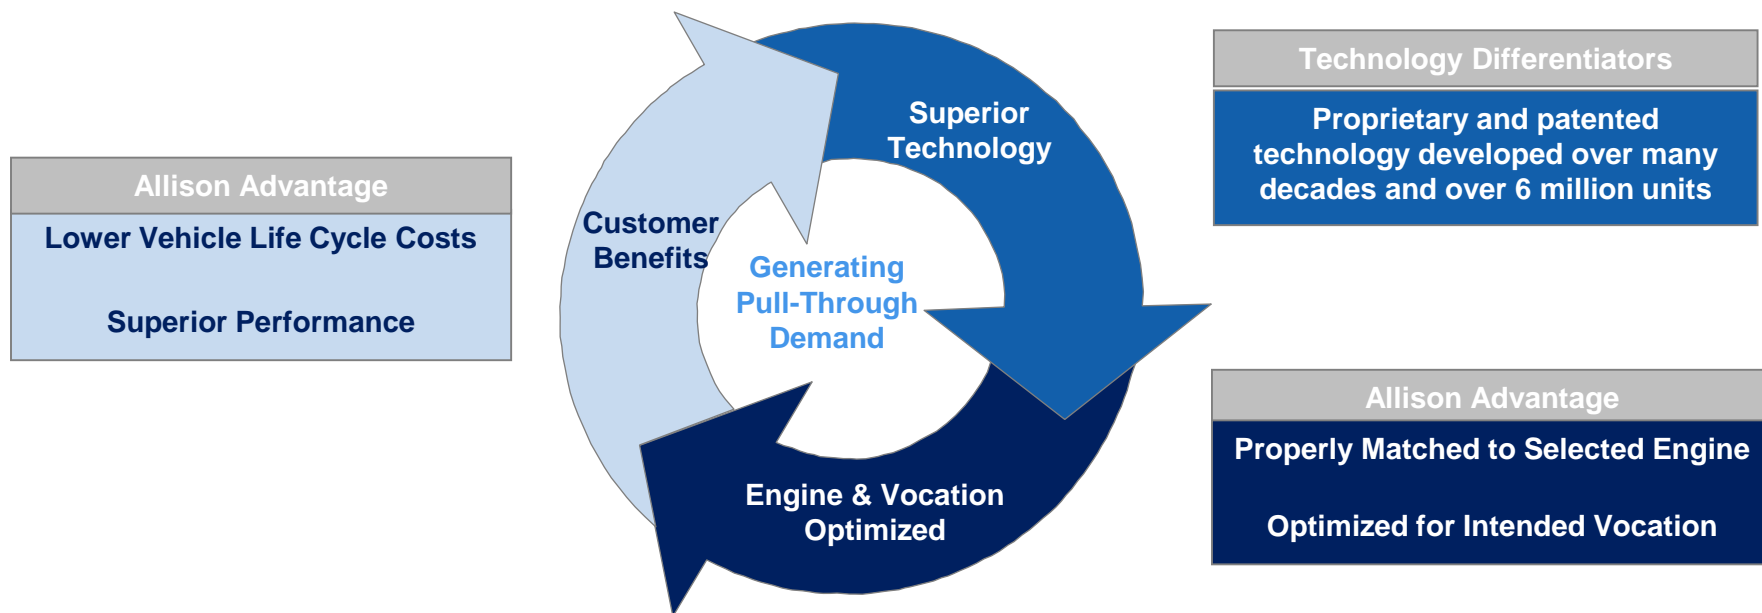 Allison Advantage
Lower Vehicle Life Cycle Costs
Superior Performance
Customer
Benefits
Generating
Pull-Through
Demand
Superior
Technology
Engine & Vocation
Optimized
Technology Differentiators
Proprietary and patented
technology developed over many
decades and over 6 million units
Allison Advantage
Properly Matched to Selected Engine
Optimized for Intended Vocation